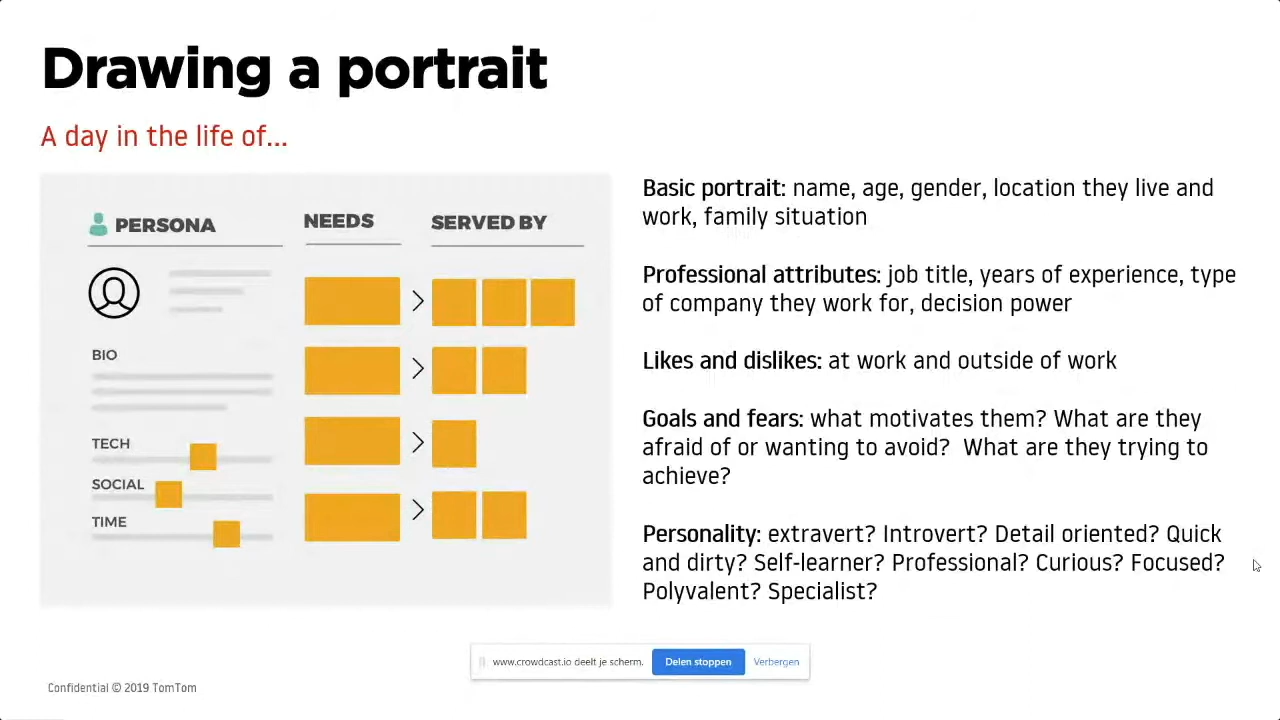 Drawing a portrait
A day in the life of...
PERSONA
NEEDS
SERVED BY
BIO
TECH
SOCIAL
TIME
Basic portrait: name, age, gender, location they live and
work, family situation
Professional attributes: job title, years of experience, type
of company they work for, decision power
Likes and dislikes: at work and outside of work
Goals and fears: what motivates them? What are they
afraid of or wanting to avoid?  What are they trying to
achieve?
Personality: extravert? Introvert? Detail oriented? Quick
and dirty? Self-learner? Professional? Curious? Focused?
Polyvalent? Specialist?
www.crowdcast.io deelt je scherm.
Delen stoppen
Verbergen
Confidential © 2019 TomTom